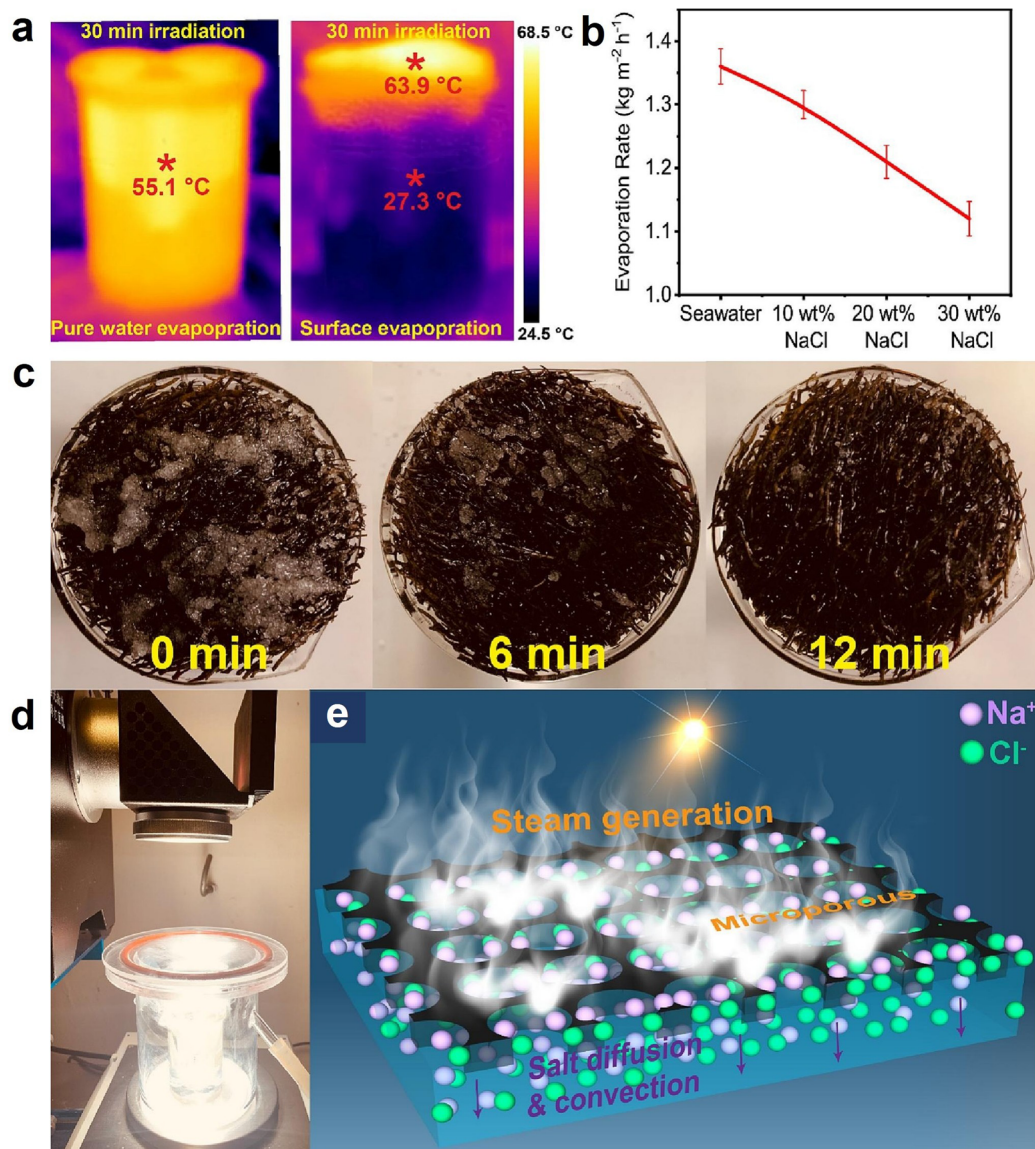 a
30 min irradiation
55.1 °C
Pure water evapopration
30 min irradiation
63.9 °C
27.3 °C
Surface evapopration
68.5 °C
24.5 °C
b
Evaporation Rate (kg m⁻² h⁻¹)
1.4
1.3
1.2
1.1
1.0
Seawater
10 wt%
NaCl
20 wt%
NaCl
30 wt%
NaCl
c
0 min
6 min
12 min
d
e
Na⁺
Cl⁻
Steam generation
Microporous
Salt diffusion
& convection